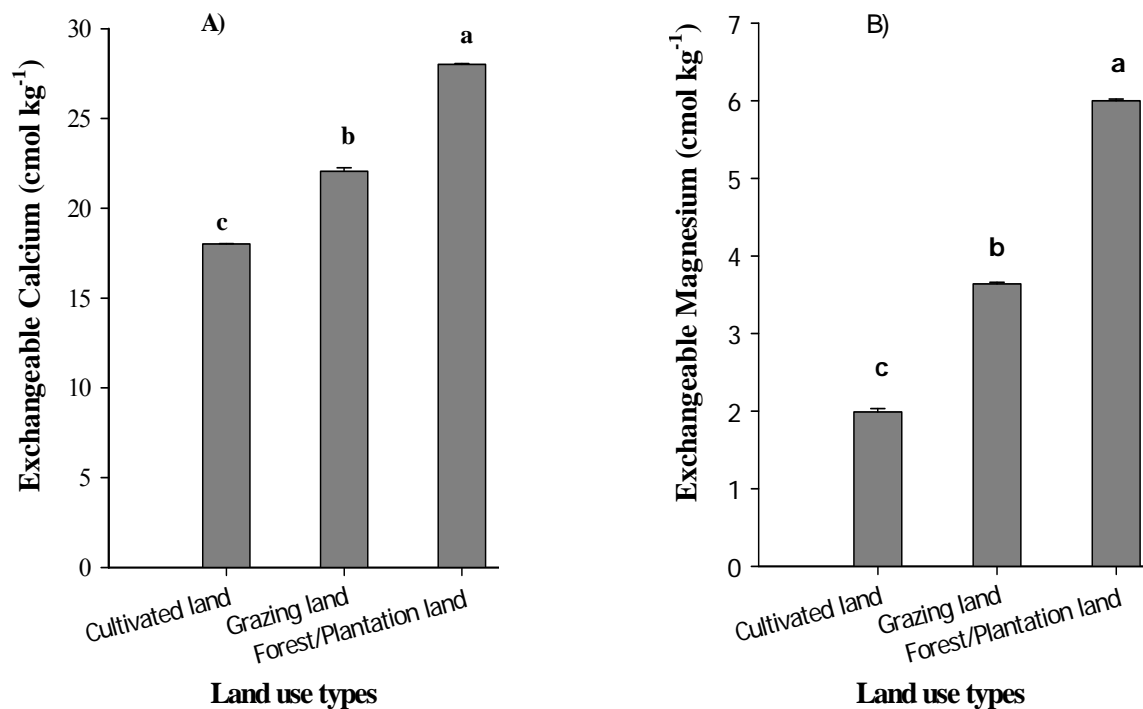 A)
Exchangeable Calcium (cmol kg⁻¹)
30
25
20
15
10
5
0
c
b
a
Cultivated land
Grazing land
Forest/Plantation land
Land use types
B)
Exchangeable Magnesium (cmol kg⁻¹)
7
6
5
4
3
2
1
0
c
b
a
Cultivated land
Grazing land
Forest/Plantation land
Land use types